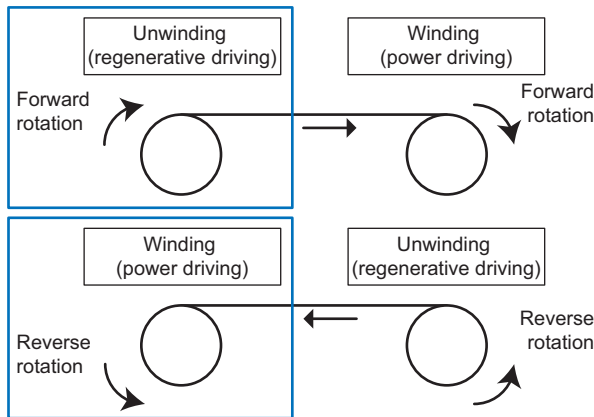 Unwinding
(regenerative driving)
Winding
(power driving)
Forward
rotation
Forward
rotation
Winding
(power driving)
Unwinding
(regenerative driving)
Reverse
rotation
Reverse
rotation